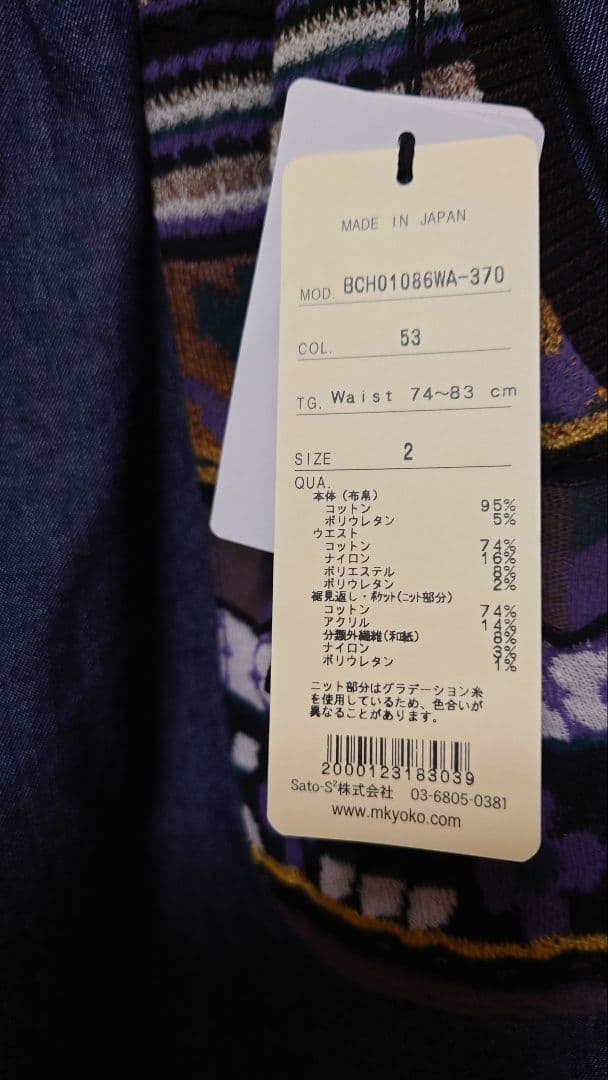 MADE IN JAPAN
MOD. BCH01086WA-370
COL. 53
TG. Waist 74~83 cm
SIZE 2
QUA.
本体(布帛)
コットン 95%
ポリウレタン 5%
ウエスト
コットン 74%
ナイロン 16%
ポリエステル 8%
ポリウレタン 2%
裾見返し・ポケット(ニット部分)
コットン 74%
アクリル 14%
分類外繊維(和紙) 8%
ナイロン 3%
ポリウレタン 1%
ニット部分はグラデーション糸
を使用しているため、色合いが
異なることがあります。
2000123183039
Sato-S²株式会社 03-6805-0381
www.mkyoko.com